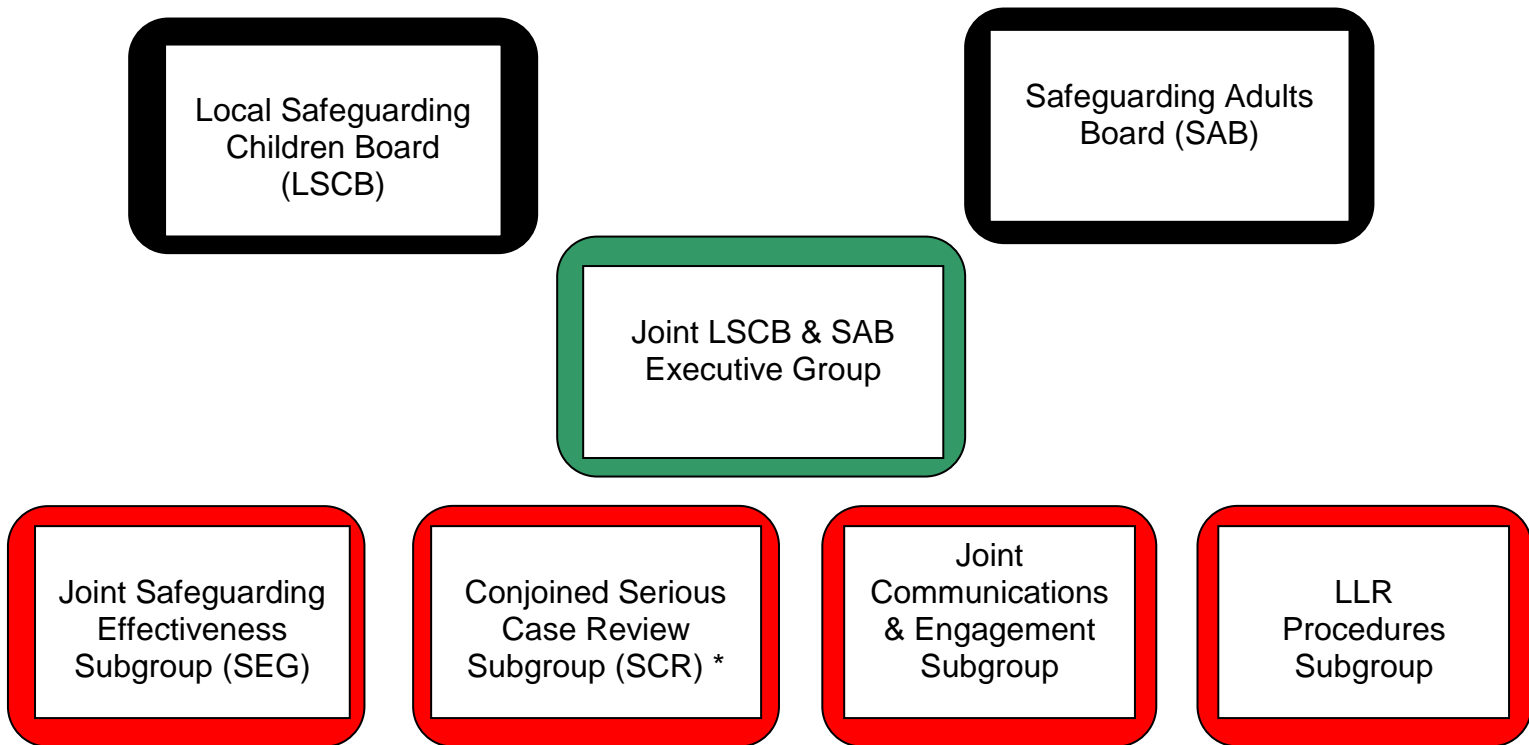 Local Safeguarding
Children Board
(LSCB)
Safeguarding Adults
Board (SAB)
Joint LSCB & SAB
Executive Group
Joint Safeguarding
Effectiveness
Subgroup (SEG)
Conjoined Serious
Case Review
Subgroup (SCR) *
Joint
Communications
& Engagement
Subgroup
LLR
Procedures
Subgroup